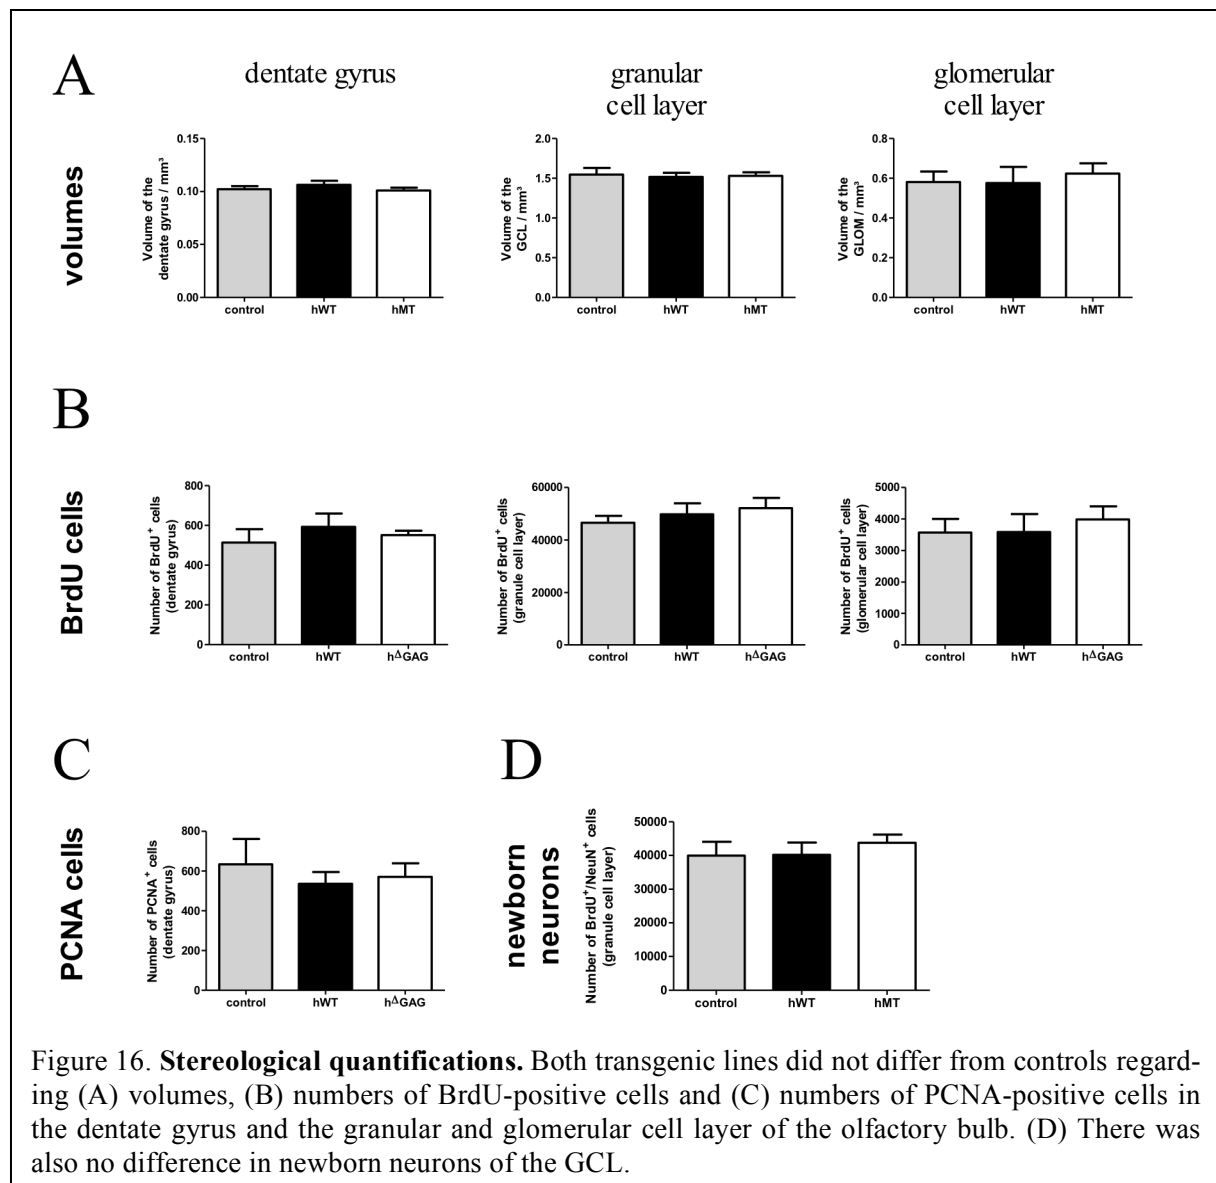 A
dentate gyrus
granular
cell layer
glomerular
cell layer
volumes
Volume of the
dentate gyrus / mm³
0.15
0.10
0.05
0.00
control hWT hMT
Volume of the
GCL / mm³
2.0
1.5
1.0
0.5
0.0
control hWT hMT
Volume of the
GLOM / mm³
0.8
0.6
0.4
0.2
0.0
control hWT hMT
B
BrdU cells
Number of BrdU⁺ cells
(dentate gyrus)
800
600
400
200
0
control hWT hΔGAG
Number of BrdU⁺ cells
(granule cell layer)
60000
40000
20000
0
control hWT hΔGAG
Number of BrdU⁺ cells
(glomerular cell layer)
5000
4000
3000
2000
1000
0
control hWT hΔGAG
C
PCNA cells
Number of PCNA⁺ cells
(dentate gyrus)
800
600
400
200
0
control hWT hΔGAG
D
newborn
neurons
Number of BrdU⁺/NeuN⁺ cells
(granule cell layer)
50000
40000
30000
20000
10000
0
control hWT hMT
Figure 16. Stereological quantifications. Both transgenic lines did not differ from controls regard-
ing (A) volumes, (B) numbers of BrdU-positive cells and (C) numbers of PCNA-positive cells in
the dentate gyrus and the granular and glomerular cell layer of the olfactory bulb. (D) There was
also no difference in newborn neurons of the GCL.